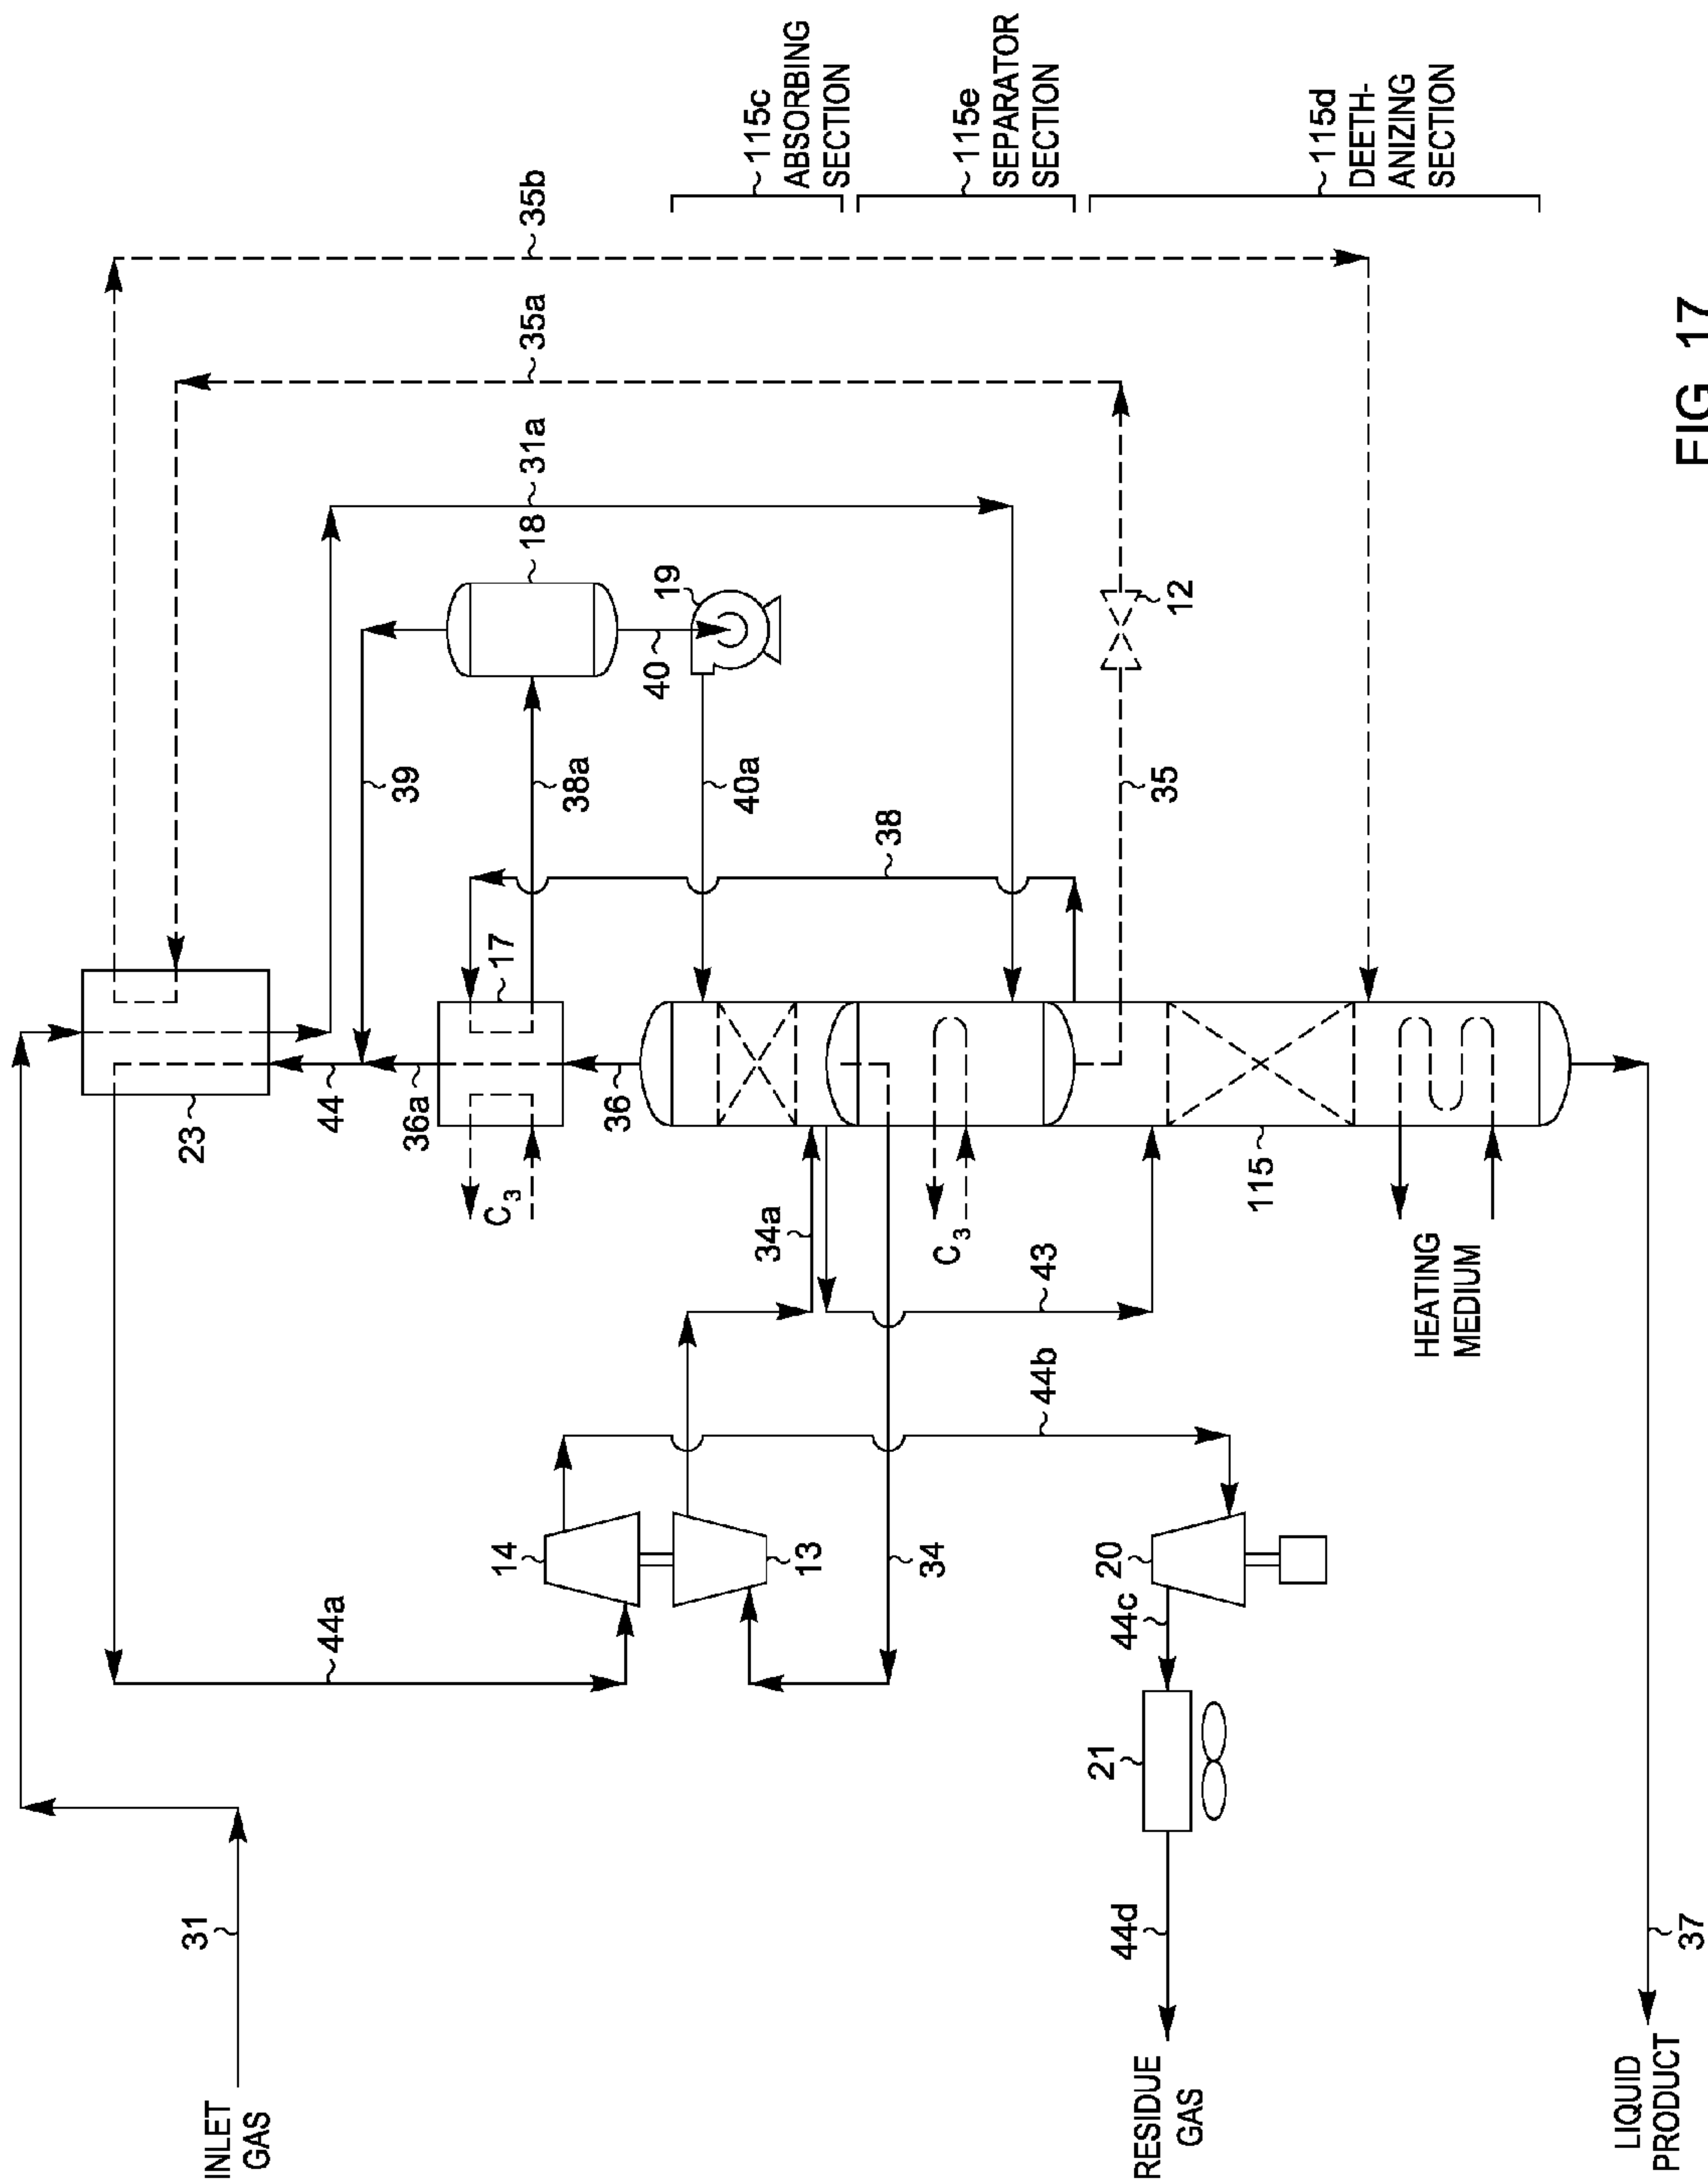 INLET
GAS
31
44a
23
44
39
36a
C3
17
36
38a
18
31a
35a
35b
14
13
34a
40a
40
19
38
34
43
C3
44b
35
12
115
20
44c
21
44d
RESIDUE
GAS
HEATING
MEDIUM
37
LIQUID
PRODUCT
115c
ABSORBING
SECTION
115e
SEPARATOR
SECTION
115d
DEETH-
ANIZING
SECTION
FIG. 17